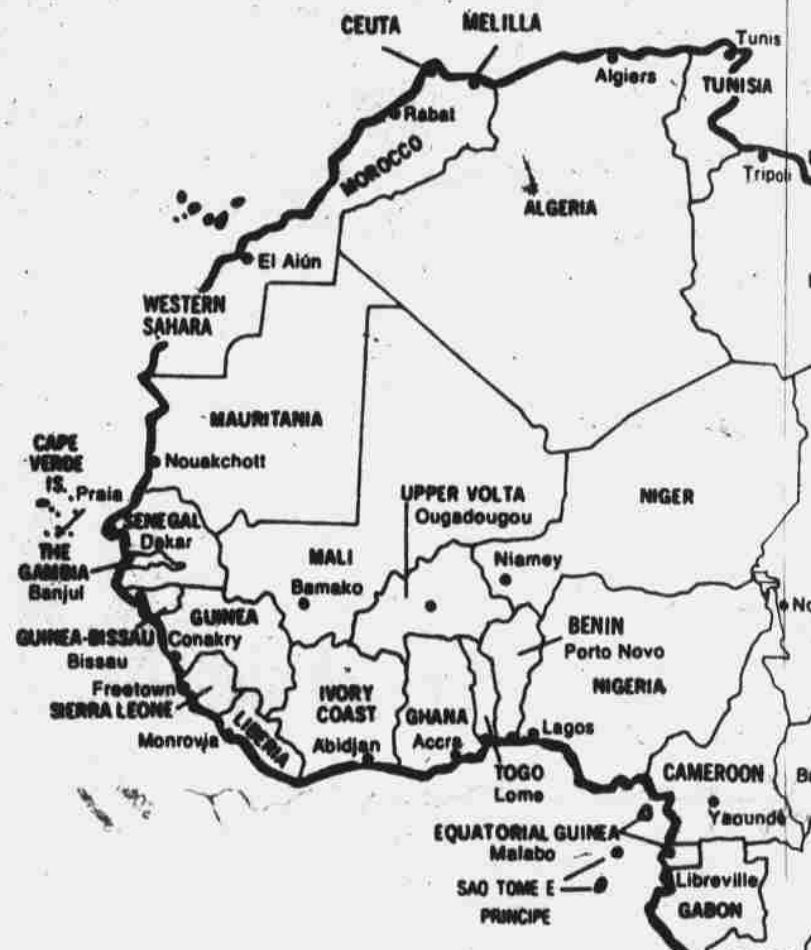 CEUTA
MELILLA
Tunis
Algiers
TUNISIA
Rabat
MOROCCO
Tripoli
ALGERIA
El Aiún
WESTERN
SAHARA
MAURITANIA
CAPE
VERDE
IS.
Praia
Nouakchott
UPPER VOLTA
Ougadougou
NIGER
SENEGAL
Dakar
THE
GAMBIA
Banjul
MALI
Bamako
Niamey
GUINEA
GUINEA-BISSAU
Conakry
Bissau
BENIN
Porto Novo
NIGERIA
Freetown
SIERRA LEONE
IVORY
COAST
GHANA
Lagos
LIBERIA
Monrovia
Abidjan
Accra
TOGO
Lome
CAMEROON
Yaoundé
EQUATORIAL GUINEA
Malabo
SAO TOME E
PRINCIPE
Libreville
GABON